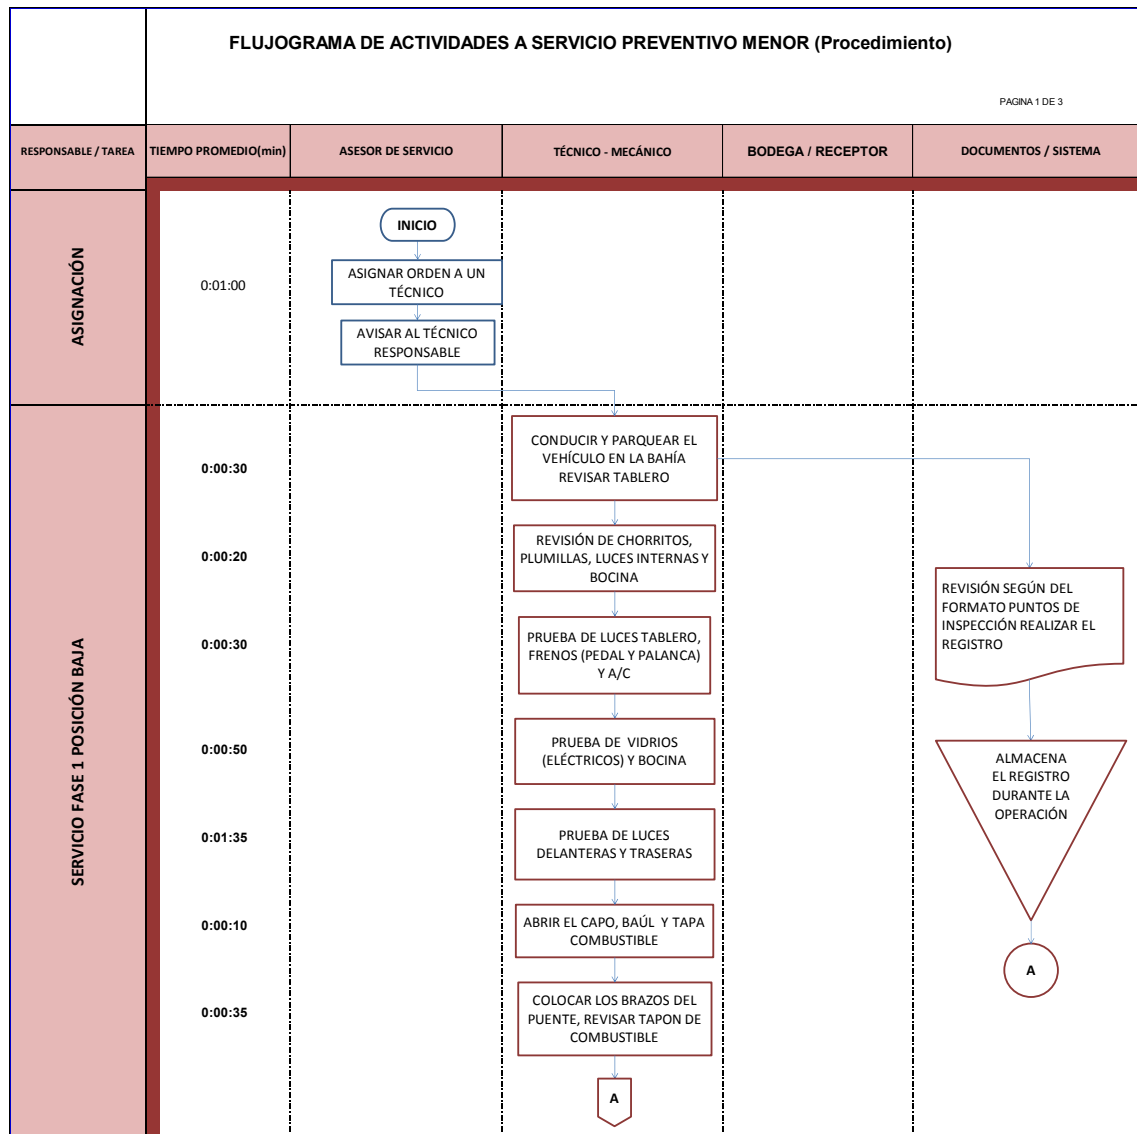 FLUJOGRAMA DE ACTIVIDADES A SERVICIO PREVENTIVO MENOR (Procedimiento)
PAGINA 1 DE 3
RESPONSABLE / TAREA
TIEMPO PROMEDIO(min)
ASESOR DE SERVICIO
TÉCNICO - MECÁNICO
BODEGA / RECEPTOR
DOCUMENTOS / SISTEMA
ASIGNACIÓN
0:01:00
INICIO
ASIGNAR ORDEN A UN
TÉCNICO
AVISAR AL TÉCNICO
RESPONSABLE
SERVICIO FASE 1 POSICIÓN BAJA
0:00:30
CONDUCIR Y PARQUEAR EL
VEHÍCULO EN LA BAHÍA
REVISAR TABLERO
0:00:20
REVISIÓN DE CHORRITOS,
PLUMILLAS, LUCES INTERNAS Y
BOCINA
0:00:30
PRUEBA DE LUCES TABLERO,
FRENOS (PEDAL Y PALANCA)
Y A/C
0:00:50
PRUEBA DE VIDRIOS
(ELÉCTRICOS) Y BOCINA
0:01:35
PRUEBA DE LUCES
DELANTERAS Y TRASERAS
0:00:10
ABRIR EL CAPO, BAÚL Y TAPA
COMBUSTIBLE
0:00:35
COLOCAR LOS BRAZOS DEL
PUENTE, REVISAR TAPON DE
COMBUSTIBLE
A
REVISIÓN SEGÚN DEL
FORMATO PUNTOS DE
INSPECCIÓN REALIZAR EL
REGISTRO
ALMACENA
EL REGISTRO
DURANTE LA
OPERACIÓN
A